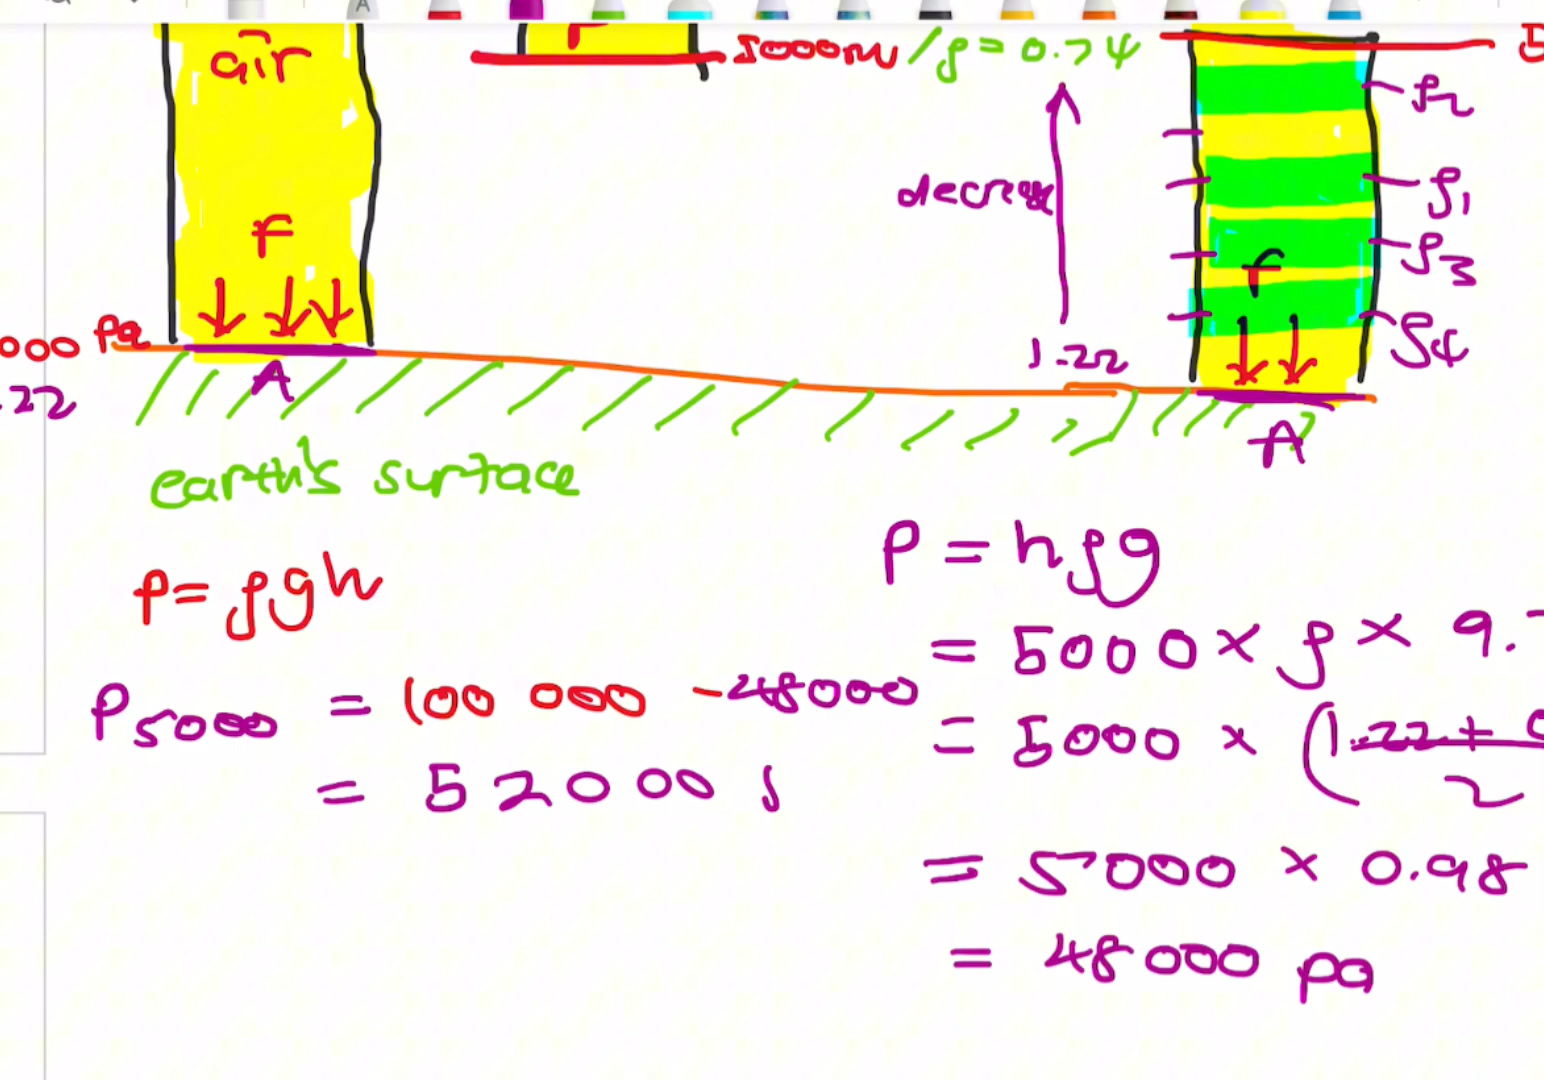 air
5000m /ρ = 0.74
ρ2
decreas
ρ1
F
ρ3
F
000 Pa
1.22
ρ4
.22
A
A
earth's surface
P = hρg
P = ρgh
= 5000 × ρ × 9.
P5000 = 100 000 - 48000
= 5000 × (1.22 +
2
= 52000
= 5000 × 0.98
= 48000 pa